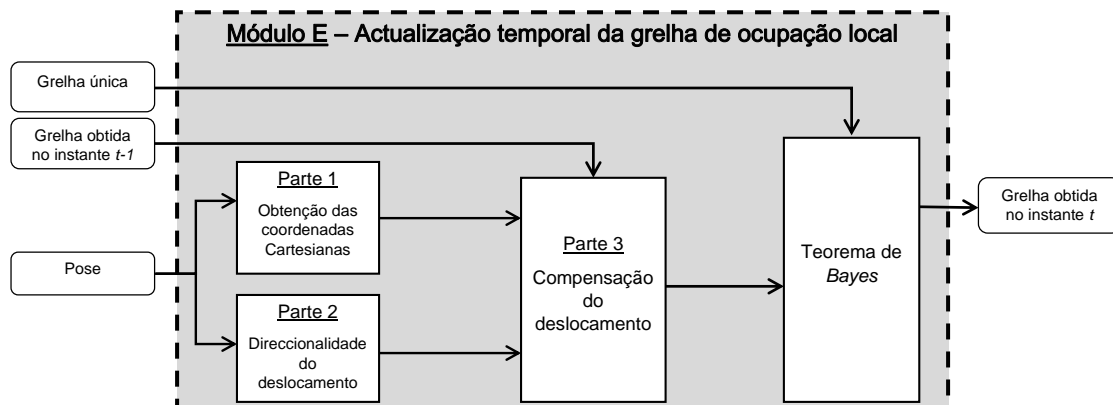 Módulo E – Actualização temporal da grelha de ocupação local
Grelha única
Grelha obtida
no instante t-1
Pose
Parte 1
Obtenção das
coordenadas
Cartesianas
Parte 2
Direccionalidade
do
deslocamento
Parte 3
Compensação
do
deslocamento
Teorema de
Bayes
Grelha obtida
no instante t